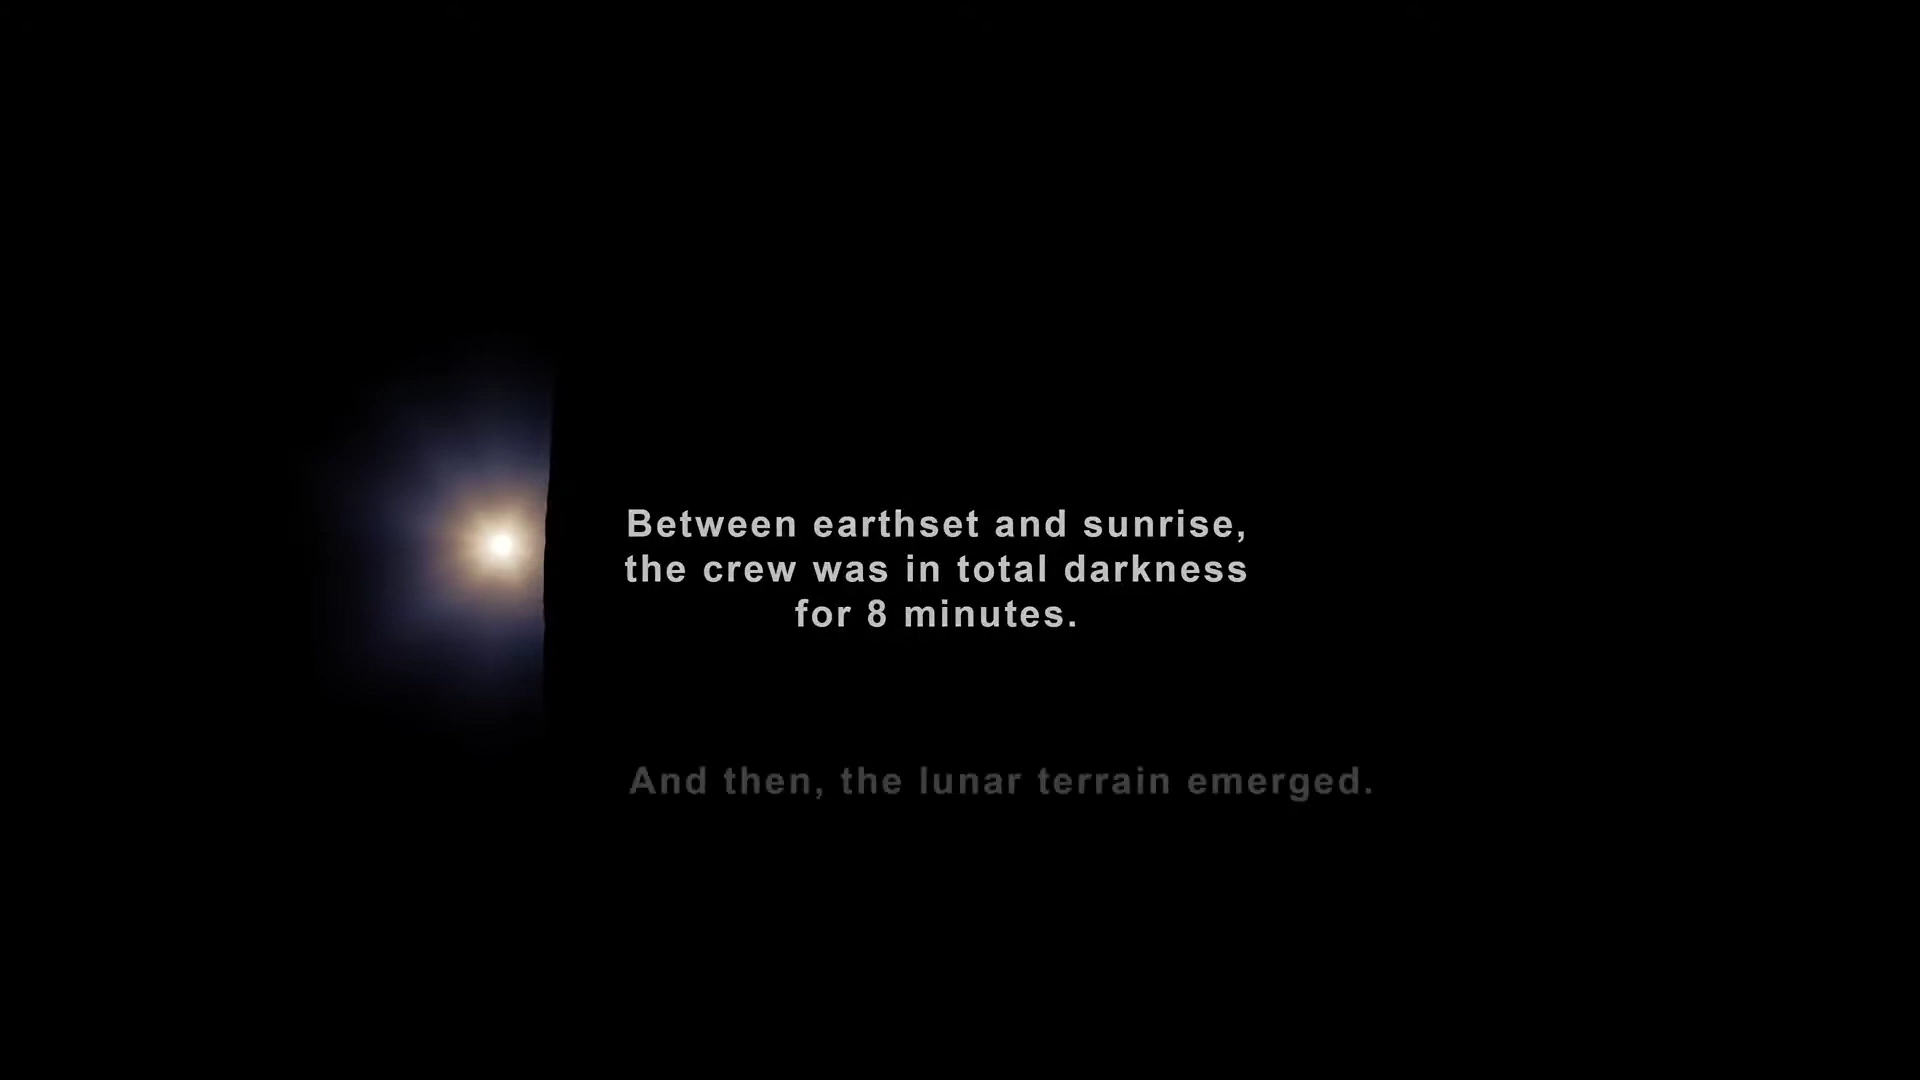 Between earthset and sunrise,
the crew was in total darkness
for 8 minutes.
And then, the lunar terrain emerged.